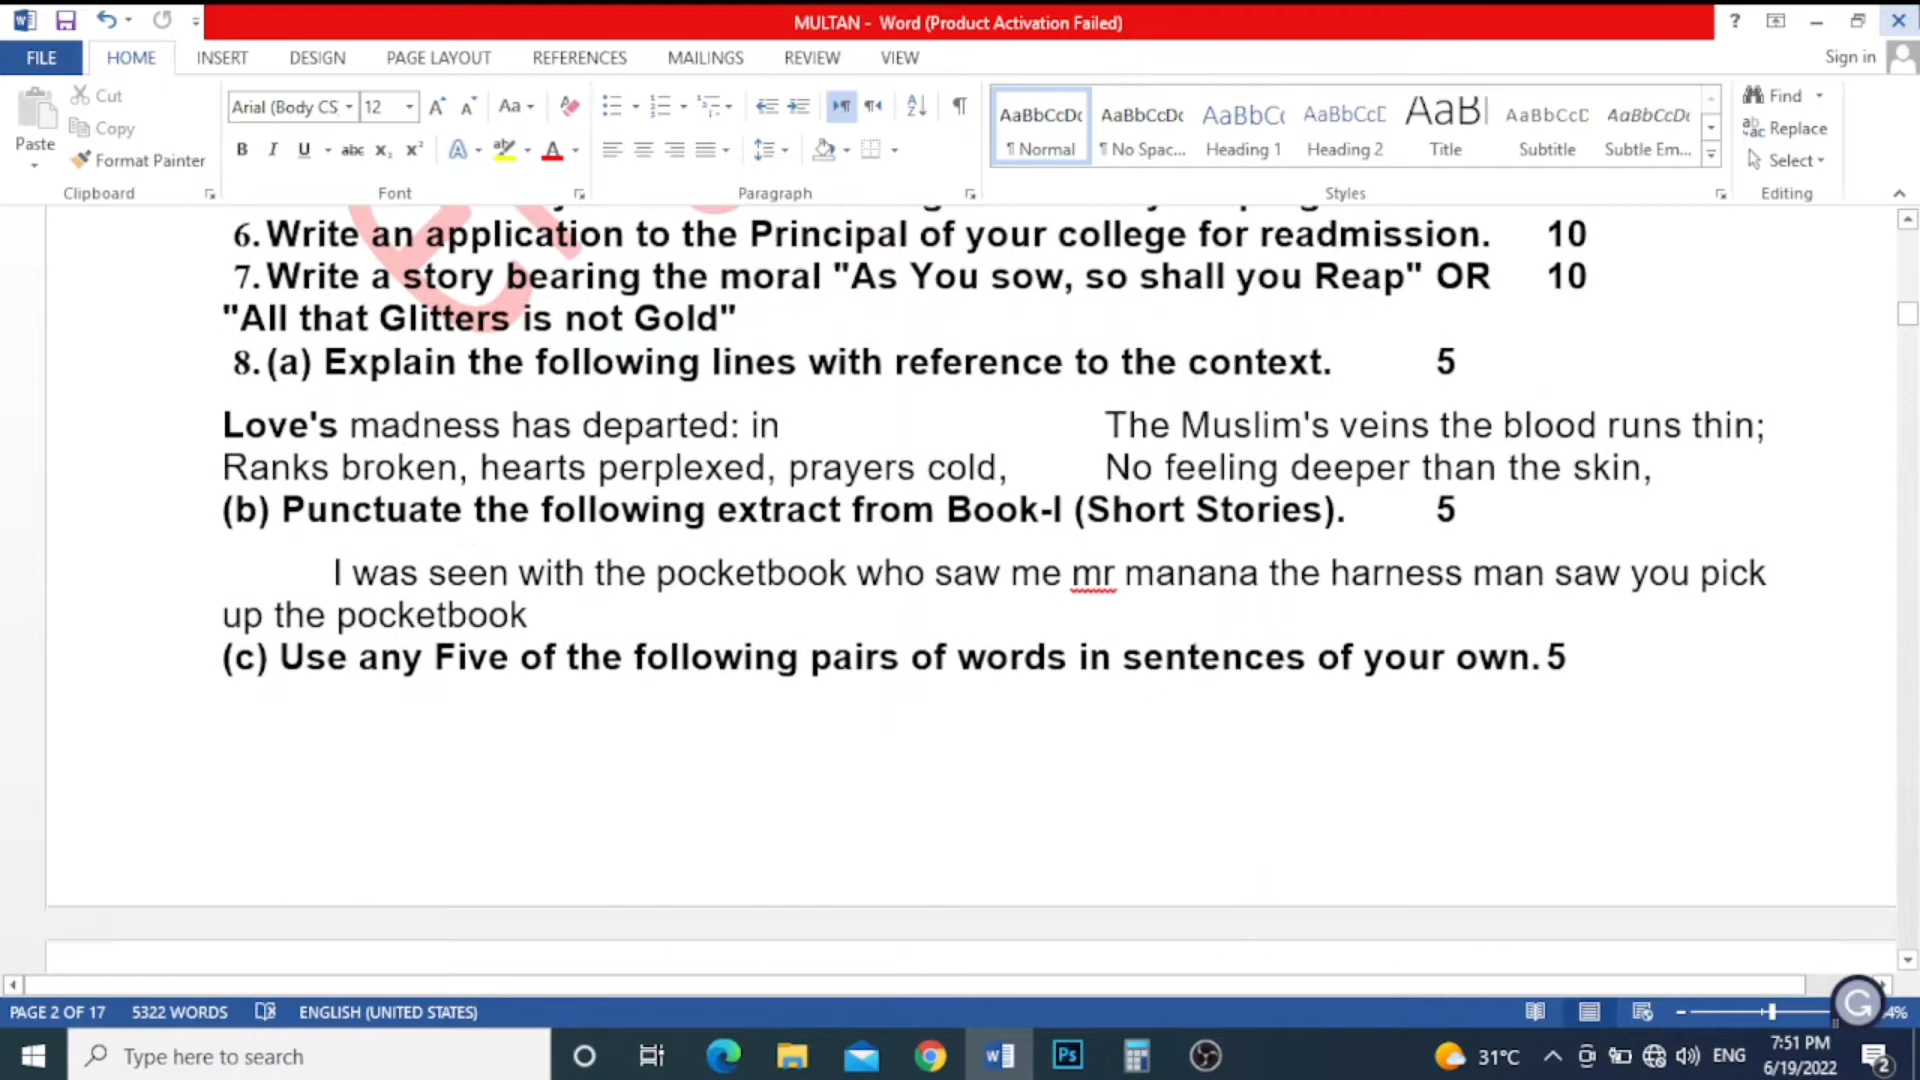 MULTAN - Word (Product Activation Failed)
FILE HOME INSERT DESIGN PAGE LAYOUT REFERENCES MAILINGS REVIEW VIEW Sign in
Paste
Cut
Copy
Format Painter
Clipboard
Arial (Body CS 12 Aa
B I U abc X₂ X²
Font
Paragraph
AaBbCcDc AaBbCcDc AaBbCc AaBbCcD AaB AaBbCcD AaBbCcDc
¶ Normal ¶ No Spac... Heading 1 Heading 2 Title Subtitle Subtle Em...
Styles
Find
Replace
Select
Editing
6. Write an application to the Principal of your college for readmission. 10
7. Write a story bearing the moral "As You sow, so shall you Reap" OR 10
"All that Glitters is not Gold"
8. (a) Explain the following lines with reference to the context. 5
Love's madness has departed: in The Muslim's veins the blood runs thin;
Ranks broken, hearts perplexed, prayers cold, No feeling deeper than the skin,
(b) Punctuate the following extract from Book-I (Short Stories). 5
I was seen with the pocketbook who saw me mr manana the harness man saw you pick
up the pocketbook
(c) Use any Five of the following pairs of words in sentences of your own. 5
PAGE 2 OF 17 5322 WORDS ENGLISH (UNITED STATES)
Type here to search
31°C ENG 7:51 PM
6/19/2022
2